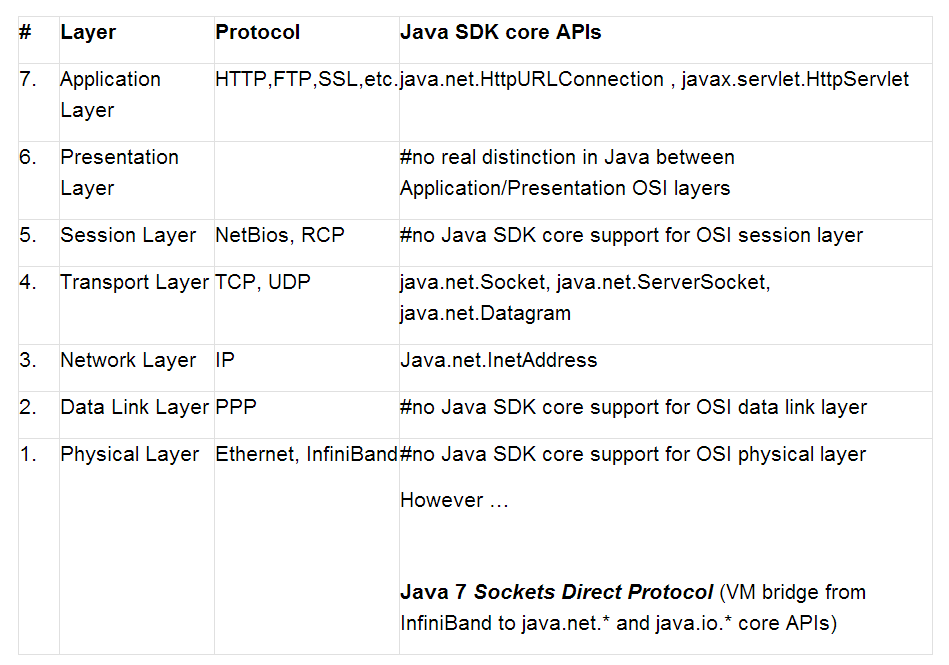 # Layer Protocol Java SDK core APIs
7. Application Layer HTTP,FTP,SSL,etc. java.net.HttpURLConnection , javax.servlet.HttpServlet
6. Presentation Layer #no real distinction in Java between
Application/Presentation OSI layers
5. Session Layer NetBios, RCP #no Java SDK core support for OSI session layer
4. Transport Layer TCP, UDP java.net.Socket, java.net.ServerSocket,
java.net.Datagram
3. Network Layer IP Java.net.InetAddress
2. Data Link Layer PPP #no Java SDK core support for OSI data link layer
1. Physical Layer Ethernet, InfiniBand #no Java SDK core support for OSI physical layer
However …
Java 7 Sockets Direct Protocol (VM bridge from
InfiniBand to java.net.* and java.io.* core APIs)